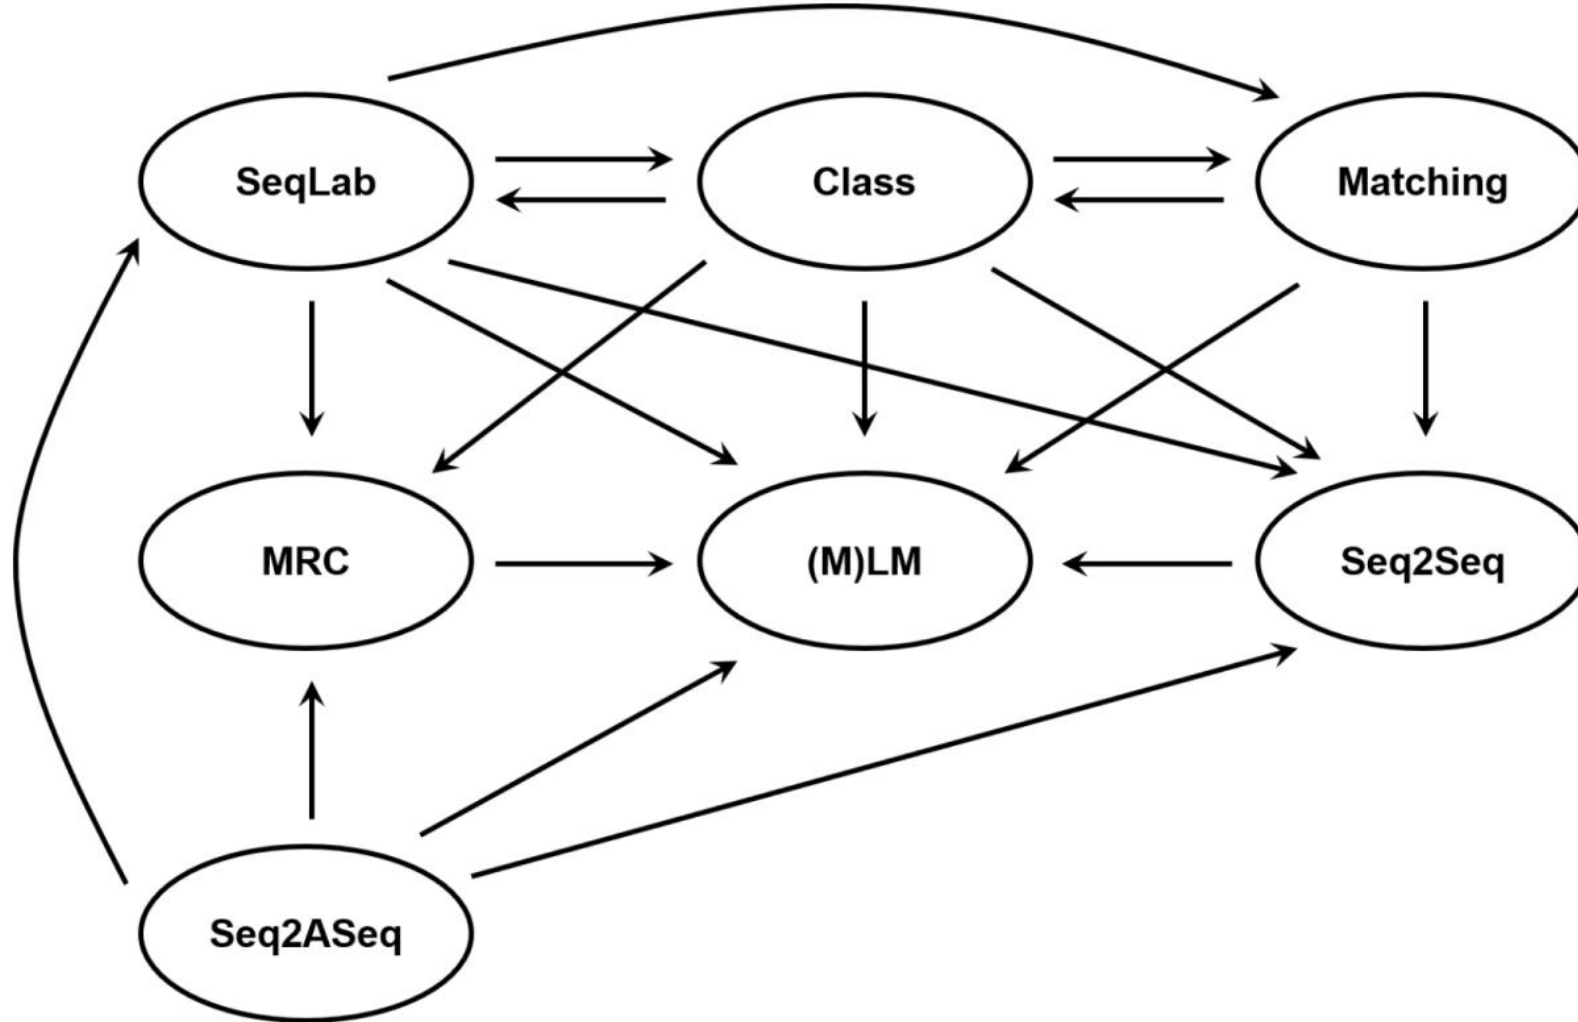 SeqLab
Class
Matching
MRC
(M)LM
Seq2Seq
Seq2ASeq